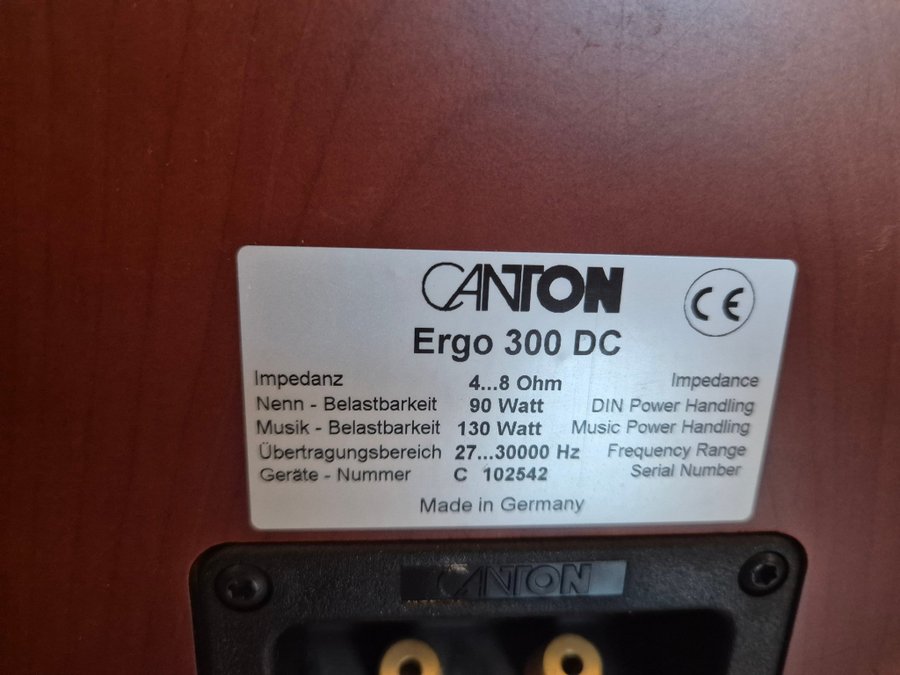 CANTON
CE
Ergo 300 DC
Impedanz 4...8 Ohm Impedance
Nenn - Belastbarkeit 90 Watt DIN Power Handling
Musik - Belastbarkeit 130 Watt Music Power Handling
Übertragungsbereich 27...30000 Hz Frequency Range
Geräte - Nummer C 102542 Serial Number
Made in Germany
CANTON